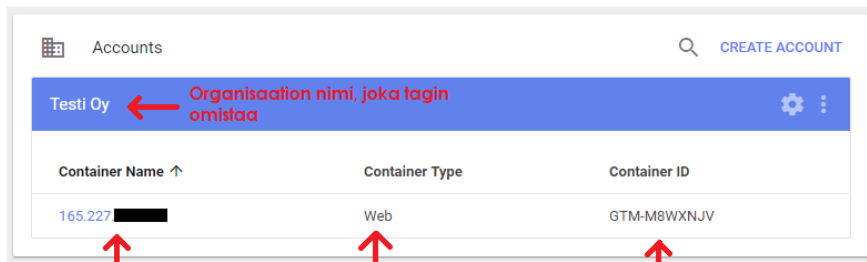 Accounts
CREATE ACCOUNT
Testi Oy
Organisaation nimi, joka tagin
omistaa
Container Name
Container Type
Container ID
165.227.
Web
GTM-M8WXNJV